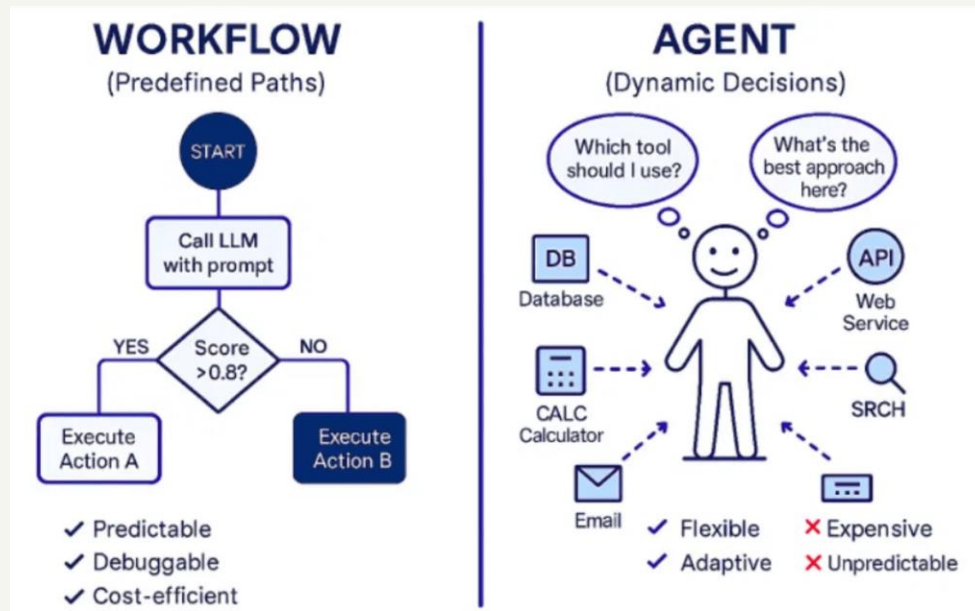 WORKFLOW
(Predefined Paths)
START
Call LLM
with prompt
YES
Score
>0.8?
NO
Execute
Action A
Execute
Action B
✓ Predictable
✓ Debuggable
✓ Cost-efficient
AGENT
(Dynamic Decisions)
Which tool
should I use?
What's the
best approach
here?
DB
Database
API
Web
Service
CALC
Calculator
SRCH
Email
✓ Flexible
✓ Adaptive
✗ Expensive
✗ Unpredictable